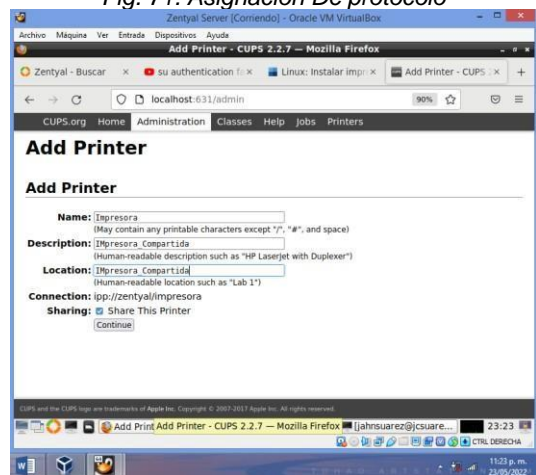 Fig. 71. Asignación De protocolo
Zentyal Server [Corriendo] - Oracle VM VirtualBox
Archivo Máquina Ver Entrada Dispositivos Ayuda
Add Printer - CUPS 2.2.7 — Mozilla Firefox
Zentyal - Buscar
su authentication
Linux: Instalar
Add Printer - CUPS
localhost:631/admin
90%
CUPS.org Home Administration Classes Help Jobs Printers
Add Printer
Add Printer
Name: Impresora
(May contain any printable characters except "/", "#", and space)
Description: IMpresora_Compartida
(Human-readable description such as "HP LaserJet with Duplexer")
Location: IMpresora_Compartida
(Human-readable location such as "Lab 1")
Connection: ipp://zentyal/impresora
Sharing: Share This Printer
Continue
CUPS and the CUPS logo are trademarks of Apple Inc. Copyright © 2007-2017 Apple Inc. All rights reserved.
Add Print Add Printer - CUPS 2.2.7 — Mozilla Firefox [jahnsuarez@jcsuare... 23:23
CTRL DERECHA
11:23 p. m.
23/05/2022